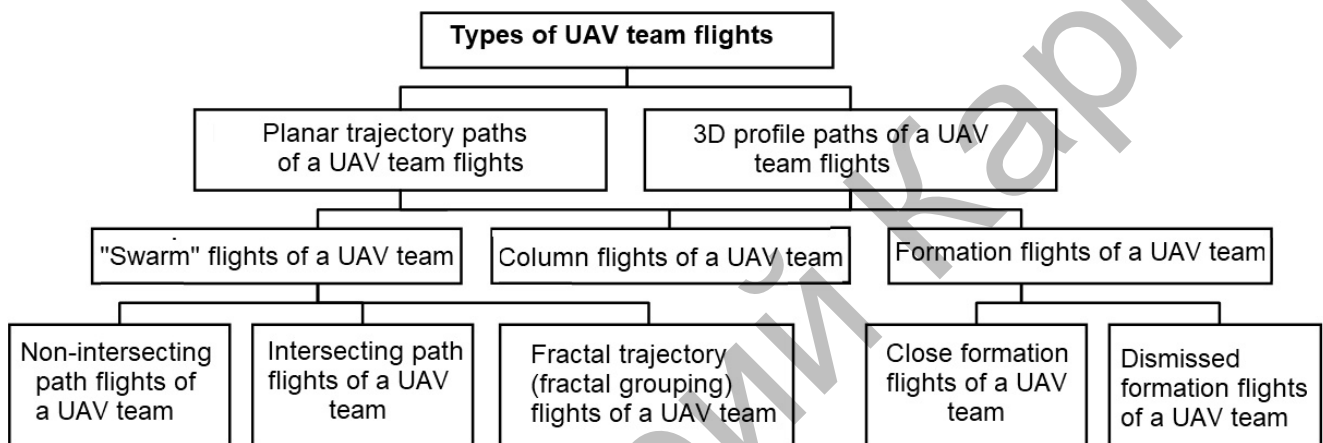 Types of UAV team flights
Planar trajectory paths
of a UAV team flights
3D profile paths of a UAV
team flights
"Swarm" flights of a UAV team
Column flights of a UAV team
Formation flights of a UAV team
Non-intersecting
path flights of
a UAV team
Intersecting path
flights of a UAV
team
Fractal trajectory
(fractal grouping)
flights of a UAV team
Close formation
flights of a UAV
team
Dismissed
formation flights
of a UAV team